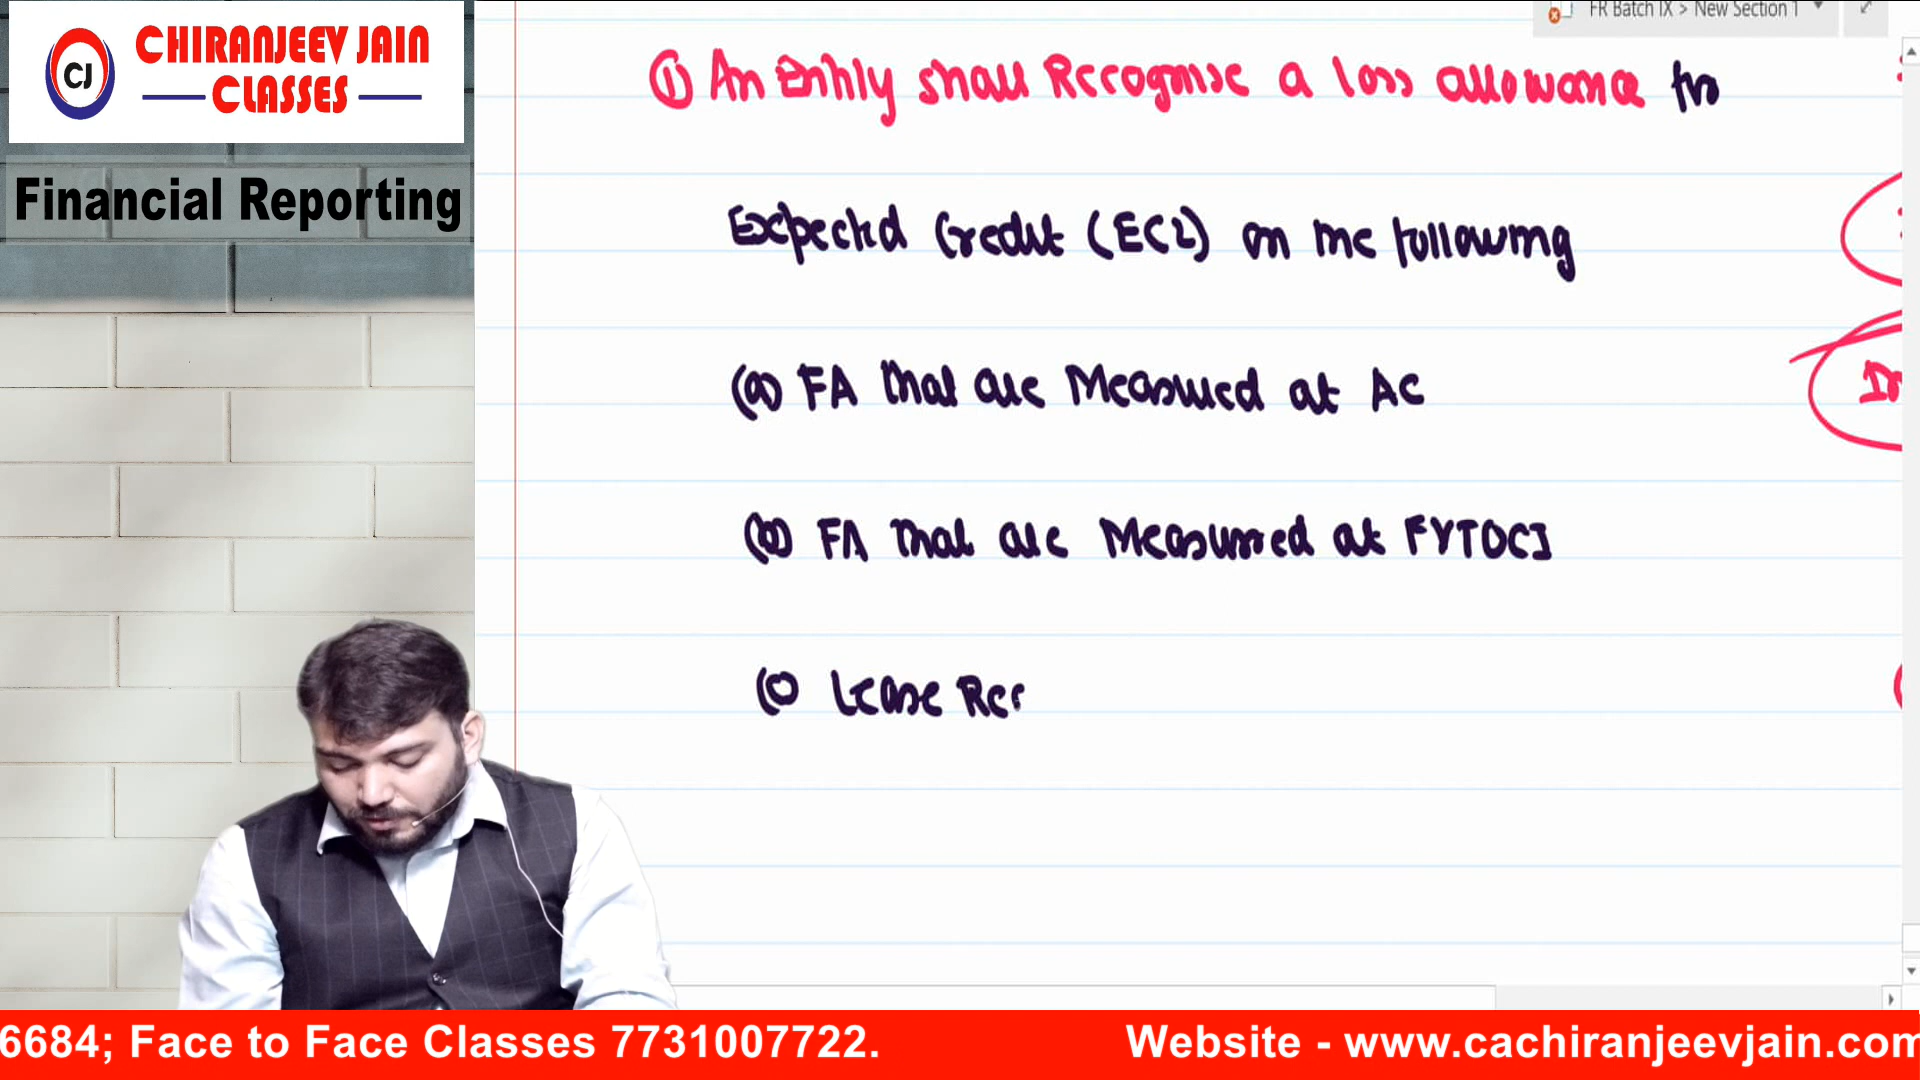 CHIRANJEEV JAIN
CJ
CLASSES
Financial Reporting
FR Batch IX > New Section 1
(1) An Entity shall Recognise a loss allowance for
Expected Credit (ECL) on the following
(a) FA that are Measured at AC
(b) FA that are Measured at FVTOCI
(c) Lease Rec
6684; Face to Face Classes 7731007722.
Website - www.cachiranjeevjain.com